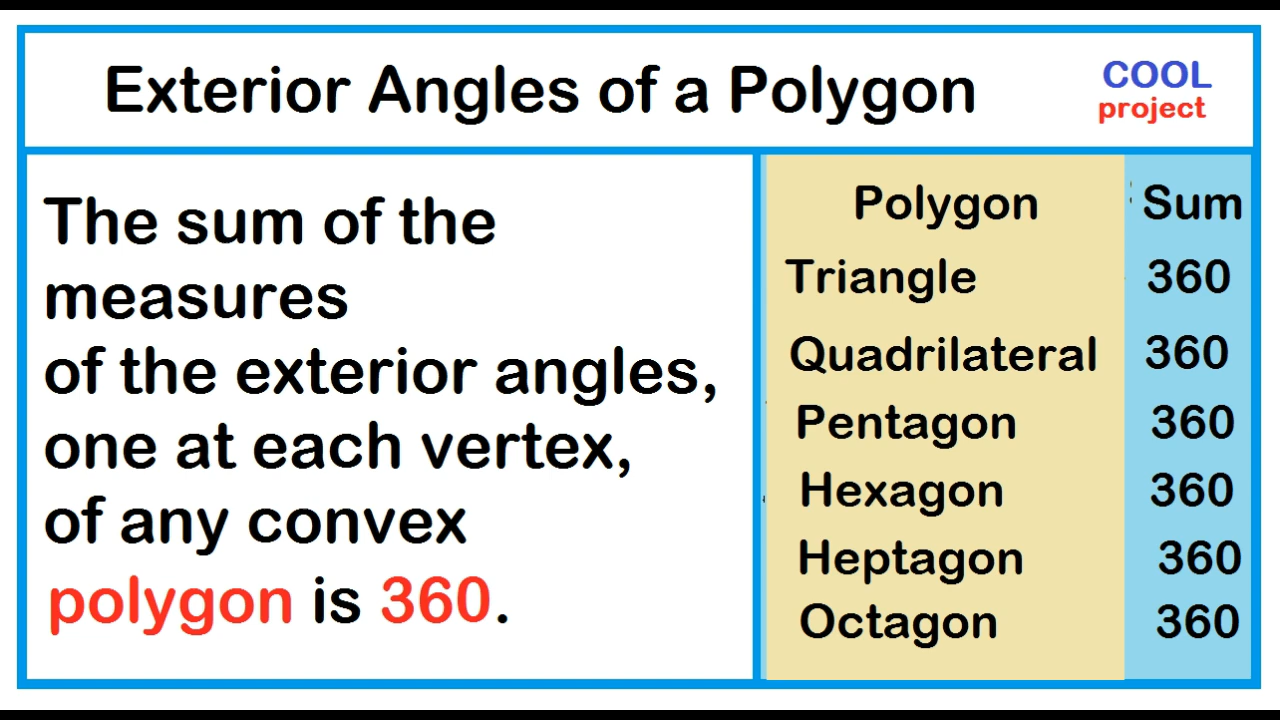 Exterior Angles of a Polygon
COOL
project
The sum of the
measures
of the exterior angles,
one at each vertex,
of any convex
polygon is 360.
Polygon Sum
Triangle 360
Quadrilateral 360
Pentagon 360
Hexagon 360
Heptagon 360
Octagon 360